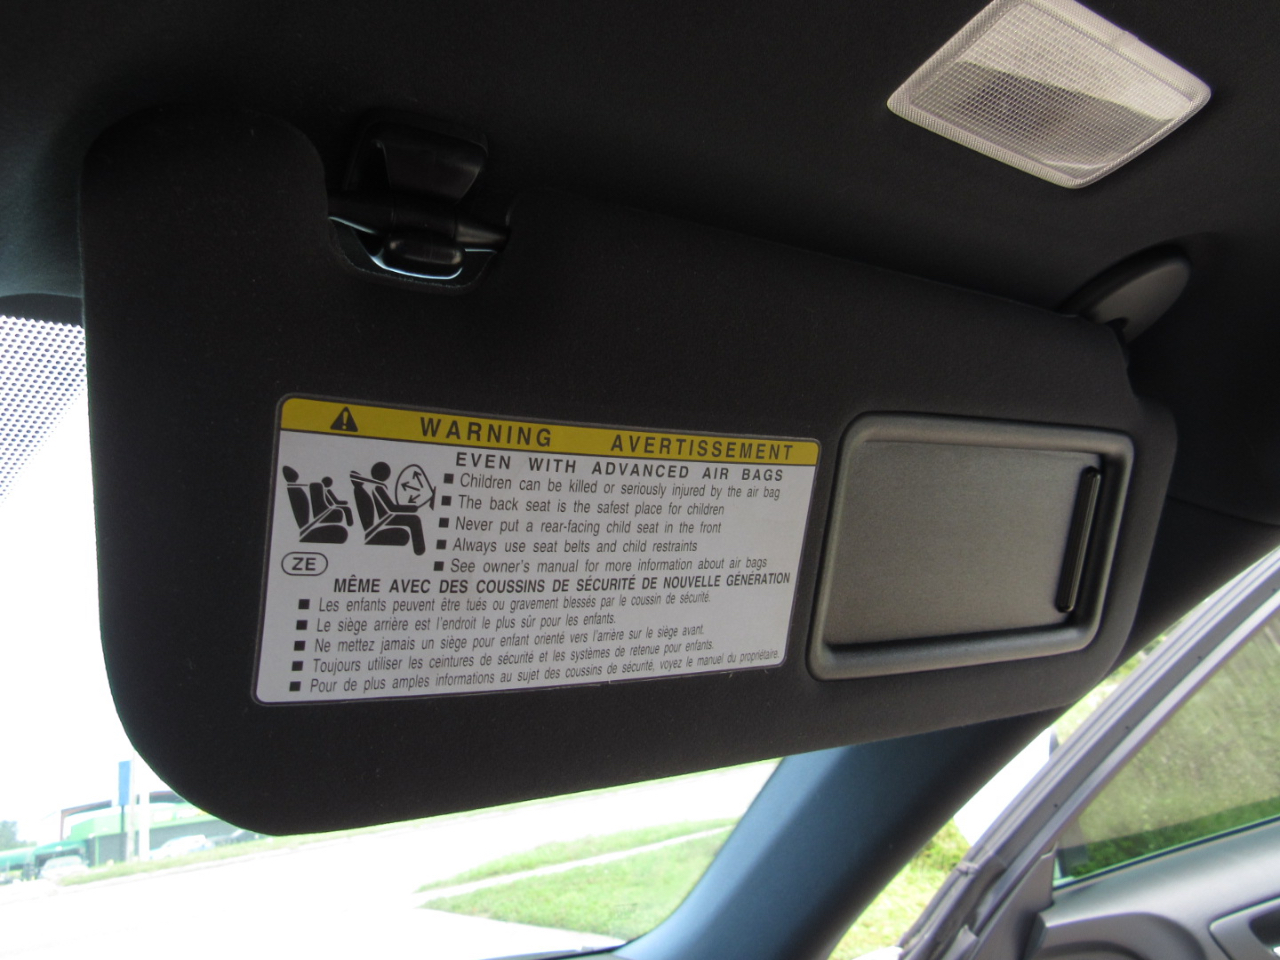 WARNING AVERTISSEMENT
EVEN WITH ADVANCED AIR BAGS
■ Children can be killed or seriously injured by the air bag
■ The back seat is the safest place for children
■ Never put a rear-facing child seat in the front
■ Always use seat belts and child restraints
■ See owner's manual for more information about air bags
ZE
MÊME AVEC DES COUSSINS DE SÉCURITÉ DE NOUVELLE GÉNÉRATION
■ Les enfants peuvent être tués ou gravement blessés par le coussin de sécurité.
■ Le siège arrière est l'endroit le plus sûr pour les enfants.
■ Ne mettez jamais un siège pour enfant orienté vers l'arrière sur le siège avant.
■ Toujours utiliser les ceintures de sécurité et les systèmes de retenue pour enfants.
■ Pour de plus amples informations au sujet des coussins de sécurité, voyez le manuel du propriétaire.